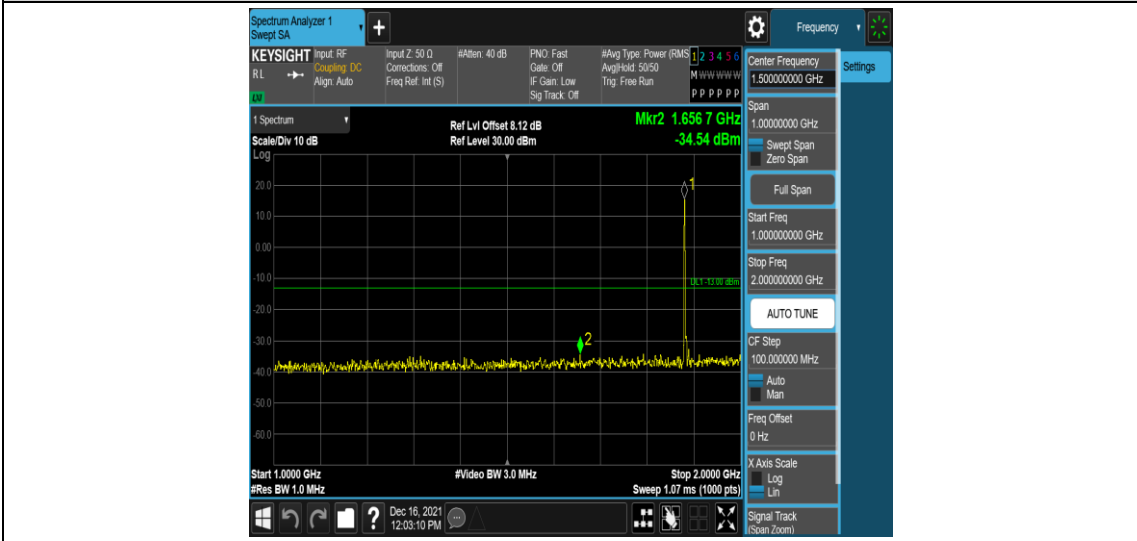 Spectrum Analyzer 1
Swept SA
+
Frequency
KEYSIGHT Input: RF
RL
Coupling: DC
Align: Auto
LXI
Input Z: 50 Ω
Corrections: Off
Freq Ref: Int (S)
#Atten: 40 dB
PNO: Fast
Gate: Off
IF Gain: Low
Sig Track: Off
#Avg Type: Power (RMS
Avg|Hold: 50/50
Trig: Free Run
1 2 3 4 5 6
M W W W W W
P P P P P P
Center Frequency
1.500000000 GHz
Settings
Span
1.00000000 GHz
Swept Span
Zero Span
Full Span
Start Freq
1.000000000 GHz
Stop Freq
2.000000000 GHz
AUTO TUNE
CF Step
100.000000 MHz
Auto
Man
Freq Offset
0 Hz
X Axis Scale
Log
Lin
Signal Track
(Span Zoom)
1 Spectrum
Scale/Div 10 dB
Log
Ref Lvl Offset 8.12 dB
Ref Level 30.00 dBm
Mkr2 1.656 7 GHz
-34.54 dBm
20.0
10.0
0.00
-10.0
-20.0
-30.0
-40.0
-50.0
-60.0
1
DL1 -13.00 dBm
2
Start 1.0000 GHz
#Res BW 1.0 MHz
#Video BW 3.0 MHz
Stop 2.0000 GHz
Sweep 1.07 ms (1000 pts)
?
Dec 16, 2021
12:03:10 PM